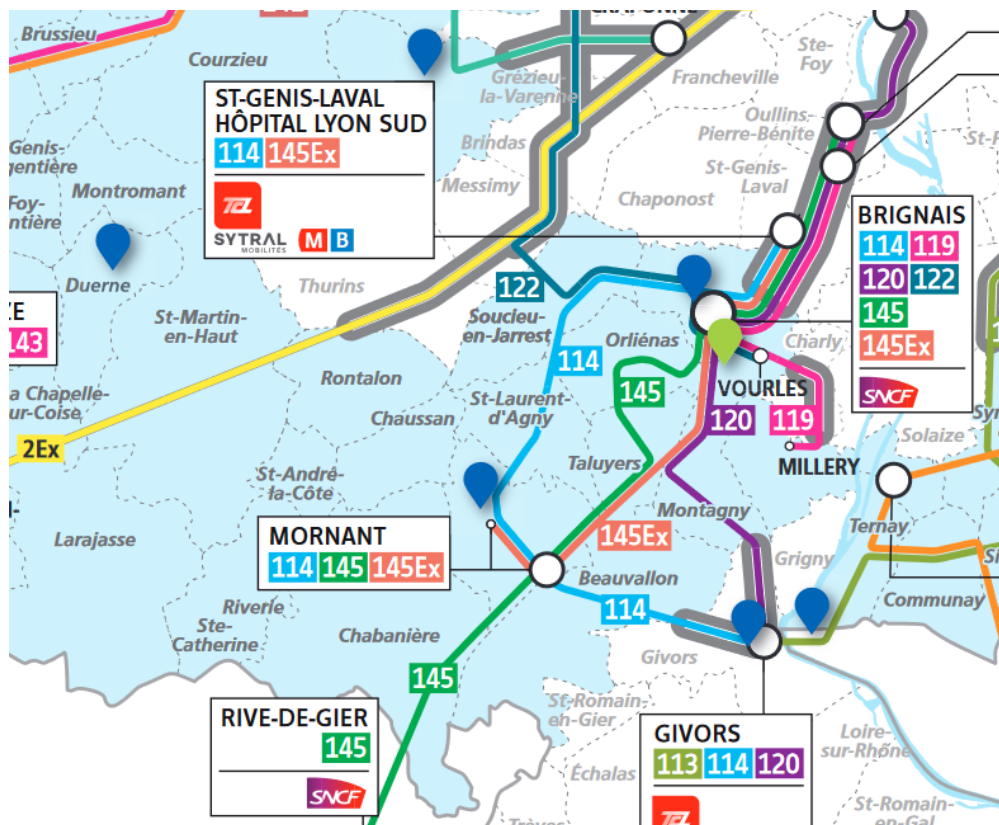 CRAPONNE
Brussieu
Courzieu
Ste-
Foy
Francheville
Grézieu
la-Varenne
ST-GENIS-LAVAL
HÔPITAL LYON SUD
114 145Ex
TCL
SYTRAL
MOBILITÉS
M B
Oullins-
Pierre-Bénite
Brindas
Genis-
gentière
St-Genis-
Laval
Messimy
Montromant
Chaponost
Foy-
ntière
BRIGNAIS
114 119
120 122
145
145Ex
SNCF
Duerne
Thurins
122
143
St-Martin-
en-Haut
Soucieu-
en-Jarrest
Orliénas
Charly
114
Rontalon
145
VOURLES
a Chapelle-
ur-Coise
St-Laurent-
d'Agny
Chaussan
120
119
2Ex
Solaize
Taluyers
MILLERY
St-André-
la-Côte
Montagny
Ternay
Larajasse
MORNANT
114 145 145Ex
145Ex
Grigny
Beauvallon
Communay
Riverie
114
Ste-
Catherine
Chabanière
Givors
145
St-Romain-
en-Gier
RIVE-DE-GIER
145
SNCF
GIVORS
113 114 120
TCL
Loire-
sur-Rhône
Échalas
St-Romain-
en-Gal
Trèves